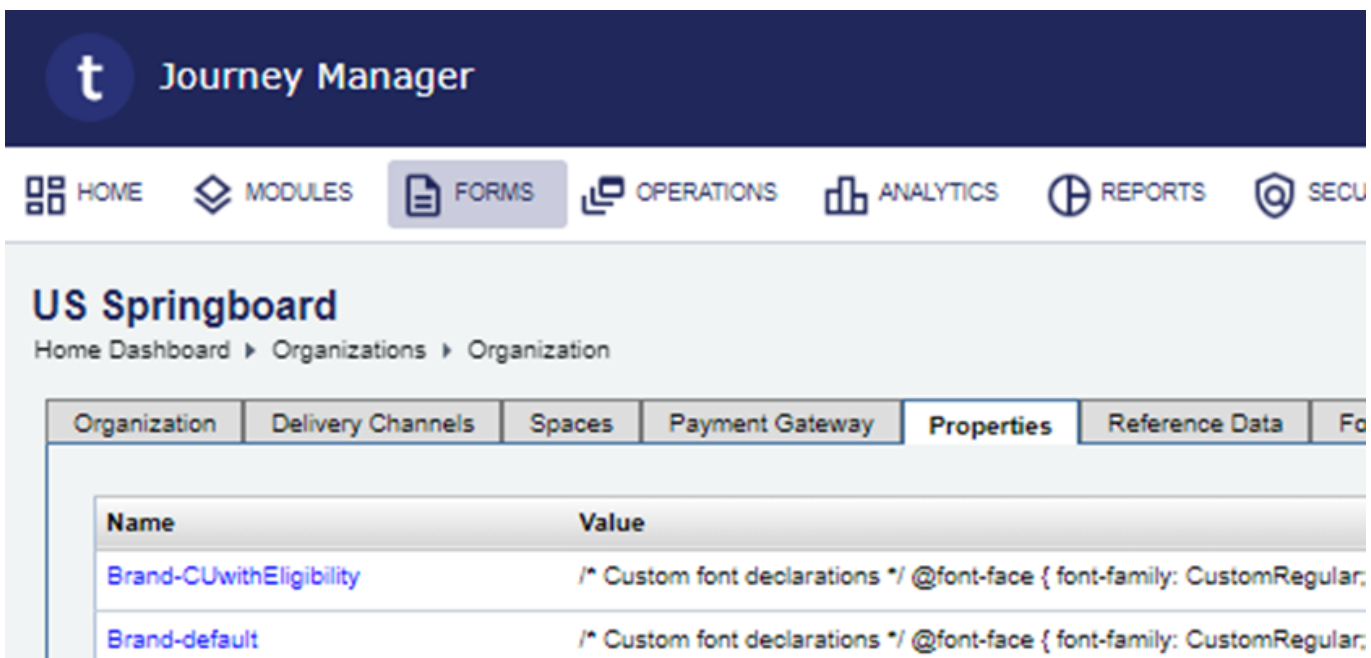 t Journey Manager
HOME MODULES FORMS OPERATIONS ANALYTICS REPORTS
US Springboard
Home Dashboard Organizations Organization
Organization Delivery Channels Spaces Payment Gateway Properties Reference Data
Name Value
Brand-CUwithEligibility /* Custom font declarations */ @font-face { font-family: CustomRegular;
Brand-default /* Custom font declarations */ @font-face { font-family: CustomRegular;